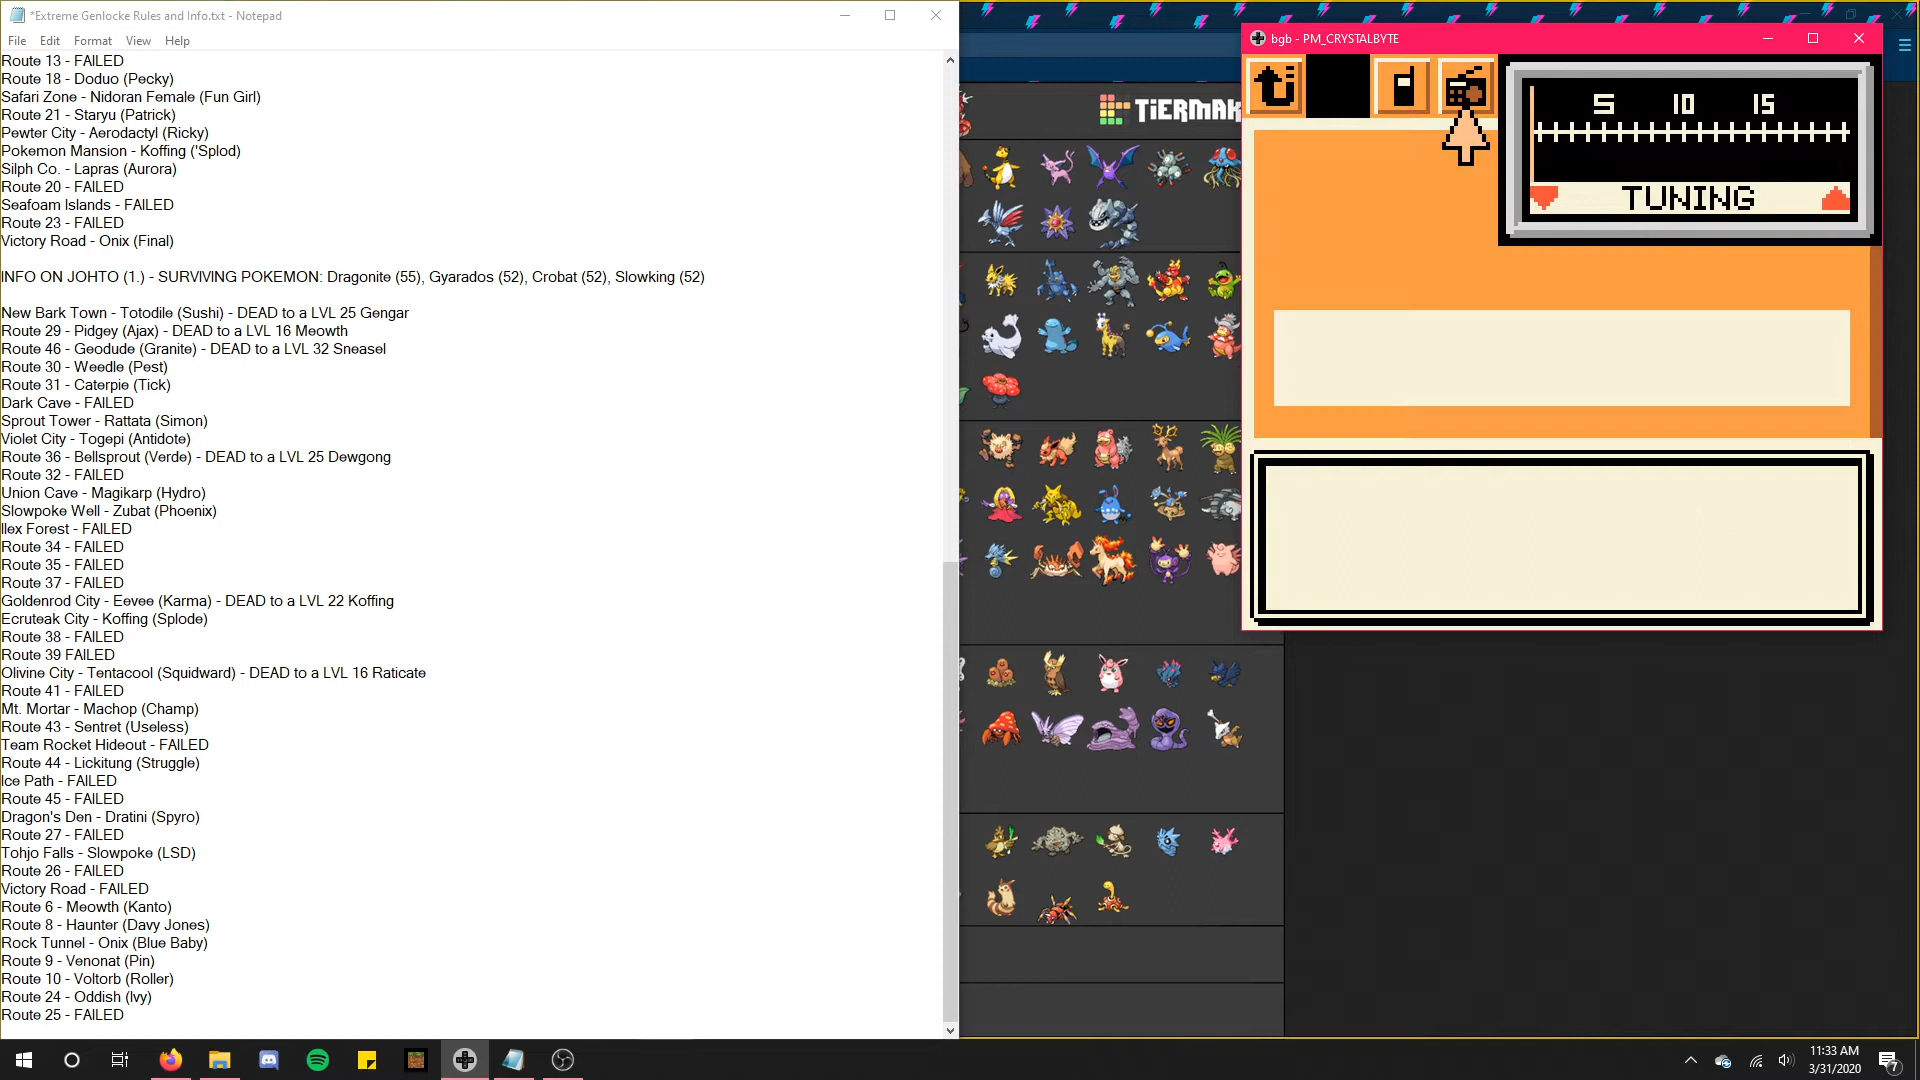 *Extreme Genlocke Rules and Info.txt - Notepad
File Edit Format View Help
Route 13 - FAILED
Route 18 - Doduo (Pecky)
Safari Zone - Nidoran Female (Fun Girl)
Route 21 - Staryu (Patrick)
Pewter City - Aerodactyl (Ricky)
Pokemon Mansion - Koffing ('Splod)
Silph Co. - Lapras (Aurora)
Route 20 - FAILED
Seafoam Islands - FAILED
Route 23 - FAILED
Victory Road - Onix (Final)
INFO ON JOHTO (1.) - SURVIVING POKEMON: Dragonite (55), Gyarados (52), Crobat (52), Slowking (52)
New Bark Town - Totodile (Sushi) - DEAD to a LVL 25 Gengar
Route 29 - Pidgey (Ajax) - DEAD to a LVL 16 Meowth
Route 46 - Geodude (Granite) - DEAD to a LVL 32 Sneasel
Route 30 - Weedle (Pest)
Route 31 - Caterpie (Tick)
Dark Cave - FAILED
Sprout Tower - Rattata (Simon)
Violet City - Togepi (Antidote)
Route 36 - Bellsprout (Verde) - DEAD to a LVL 25 Dewgong
Route 32 - FAILED
Union Cave - Magikarp (Hydro)
Slowpoke Well - Zubat (Phoenix)
Ilex Forest - FAILED
Route 34 - FAILED
Route 35 - FAILED
Route 37 - FAILED
Goldenrod City - Eevee (Karma) - DEAD to a LVL 22 Koffing
Ecruteak City - Koffing (Splode)
Route 38 - FAILED
Route 39 FAILED
Olivine City - Tentacool (Squidward) - DEAD to a LVL 16 Raticate
Route 41 - FAILED
Mt. Mortar - Machop (Champ)
Route 43 - Sentret (Useless)
Team Rocket Hideout - FAILED
Route 44 - Lickitung (Struggle)
Ice Path - FAILED
Route 45 - FAILED
Dragon's Den - Dratini (Spyro)
Route 27 - FAILED
Tohjo Falls - Slowpoke (LSD)
Route 26 - FAILED
Victory Road - FAILED
Route 6 - Meowth (Kanto)
Route 8 - Haunter (Davy Jones)
Rock Tunnel - Onix (Blue Baby)
Route 9 - Venonat (Pin)
Route 10 - Voltorb (Roller)
Route 24 - Oddish (Ivy)
Route 25 - FAILED
TIERMAK
bgb - PM_CRYSTALBYTE
5 10 15
TUNING
11:33 AM
3/31/2020
7